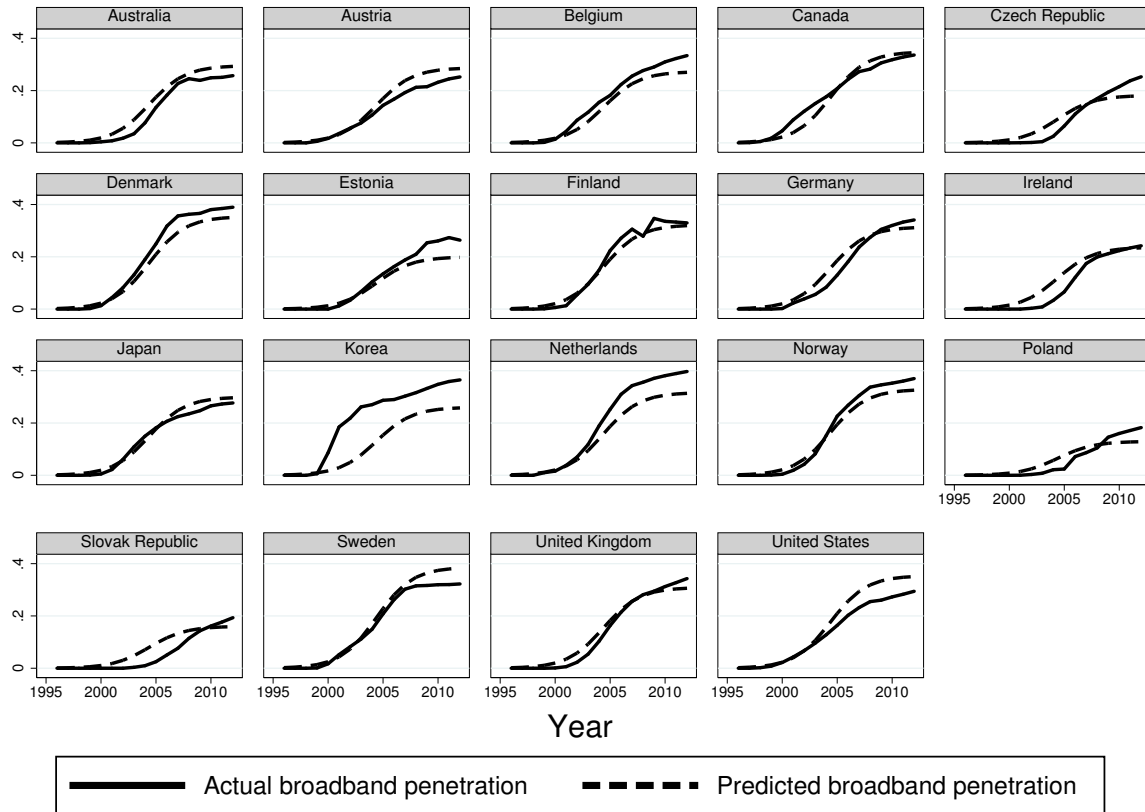 Australia
Austria
Belgium
Canada
Czech Republic
.4
.2
0
Denmark
Estonia
Finland
Germany
Ireland
.4
.2
0
Japan
Korea
Netherlands
Norway
Poland
.4
.2
0
1995 2000 2005 2010
Slovak Republic
Sweden
United Kingdom
United States
.4
.2
0
1995 2000 2005 2010
1995 2000 2005 2010
1995 2000 2005 2010
1995 2000 2005 2010
Year
Actual broadband penetration
Predicted broadband penetration